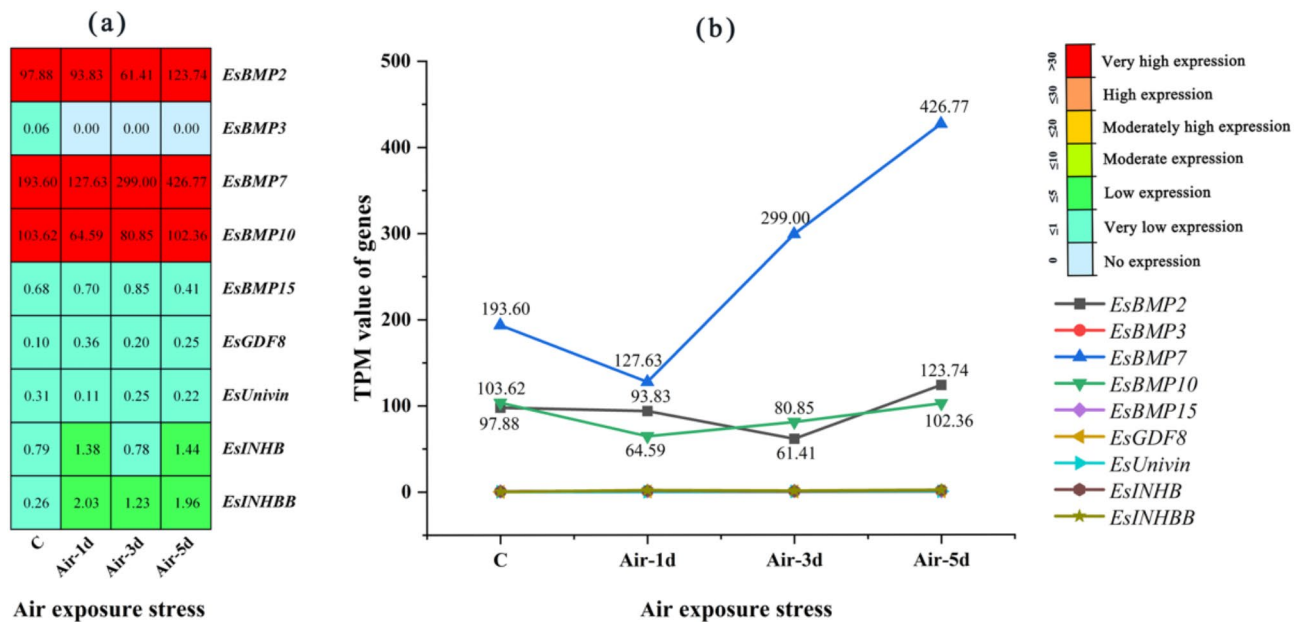 (a)
97.88 93.83 61.41 123.74 EsBMP2
0.06 0.00 0.00 0.00 EsBMP3
193.60 127.63 299.00 426.77 EsBMP7
103.62 64.59 80.85 102.36 EsBMP10
0.68 0.70 0.85 0.41 EsBMP15
0.10 0.36 0.20 0.25 EsGDF8
0.31 0.11 0.25 0.22 EsUnivin
0.79 1.38 0.78 1.44 EsINHB
0.26 2.03 1.23 1.96 EsINHBB
C Air-1d Air-3d Air-5d
Air exposure stress
(b)
TPM value of genes
500
400
300
200
100
0
193.60
127.63
299.00
426.77
103.62
97.88
93.83
64.59
80.85
61.41
123.74
102.36
C Air-1d Air-3d Air-5d
Air exposure stress
>30 Very high expression
≤30 High expression
≤20 Moderately high expression
≤10 Moderate expression
≤5 Low expression
≤1 Very low expression
0 No expression
EsBMP2
EsBMP3
EsBMP7
EsBMP10
EsBMP15
EsGDF8
EsUnivin
EsINHB
EsINHBB